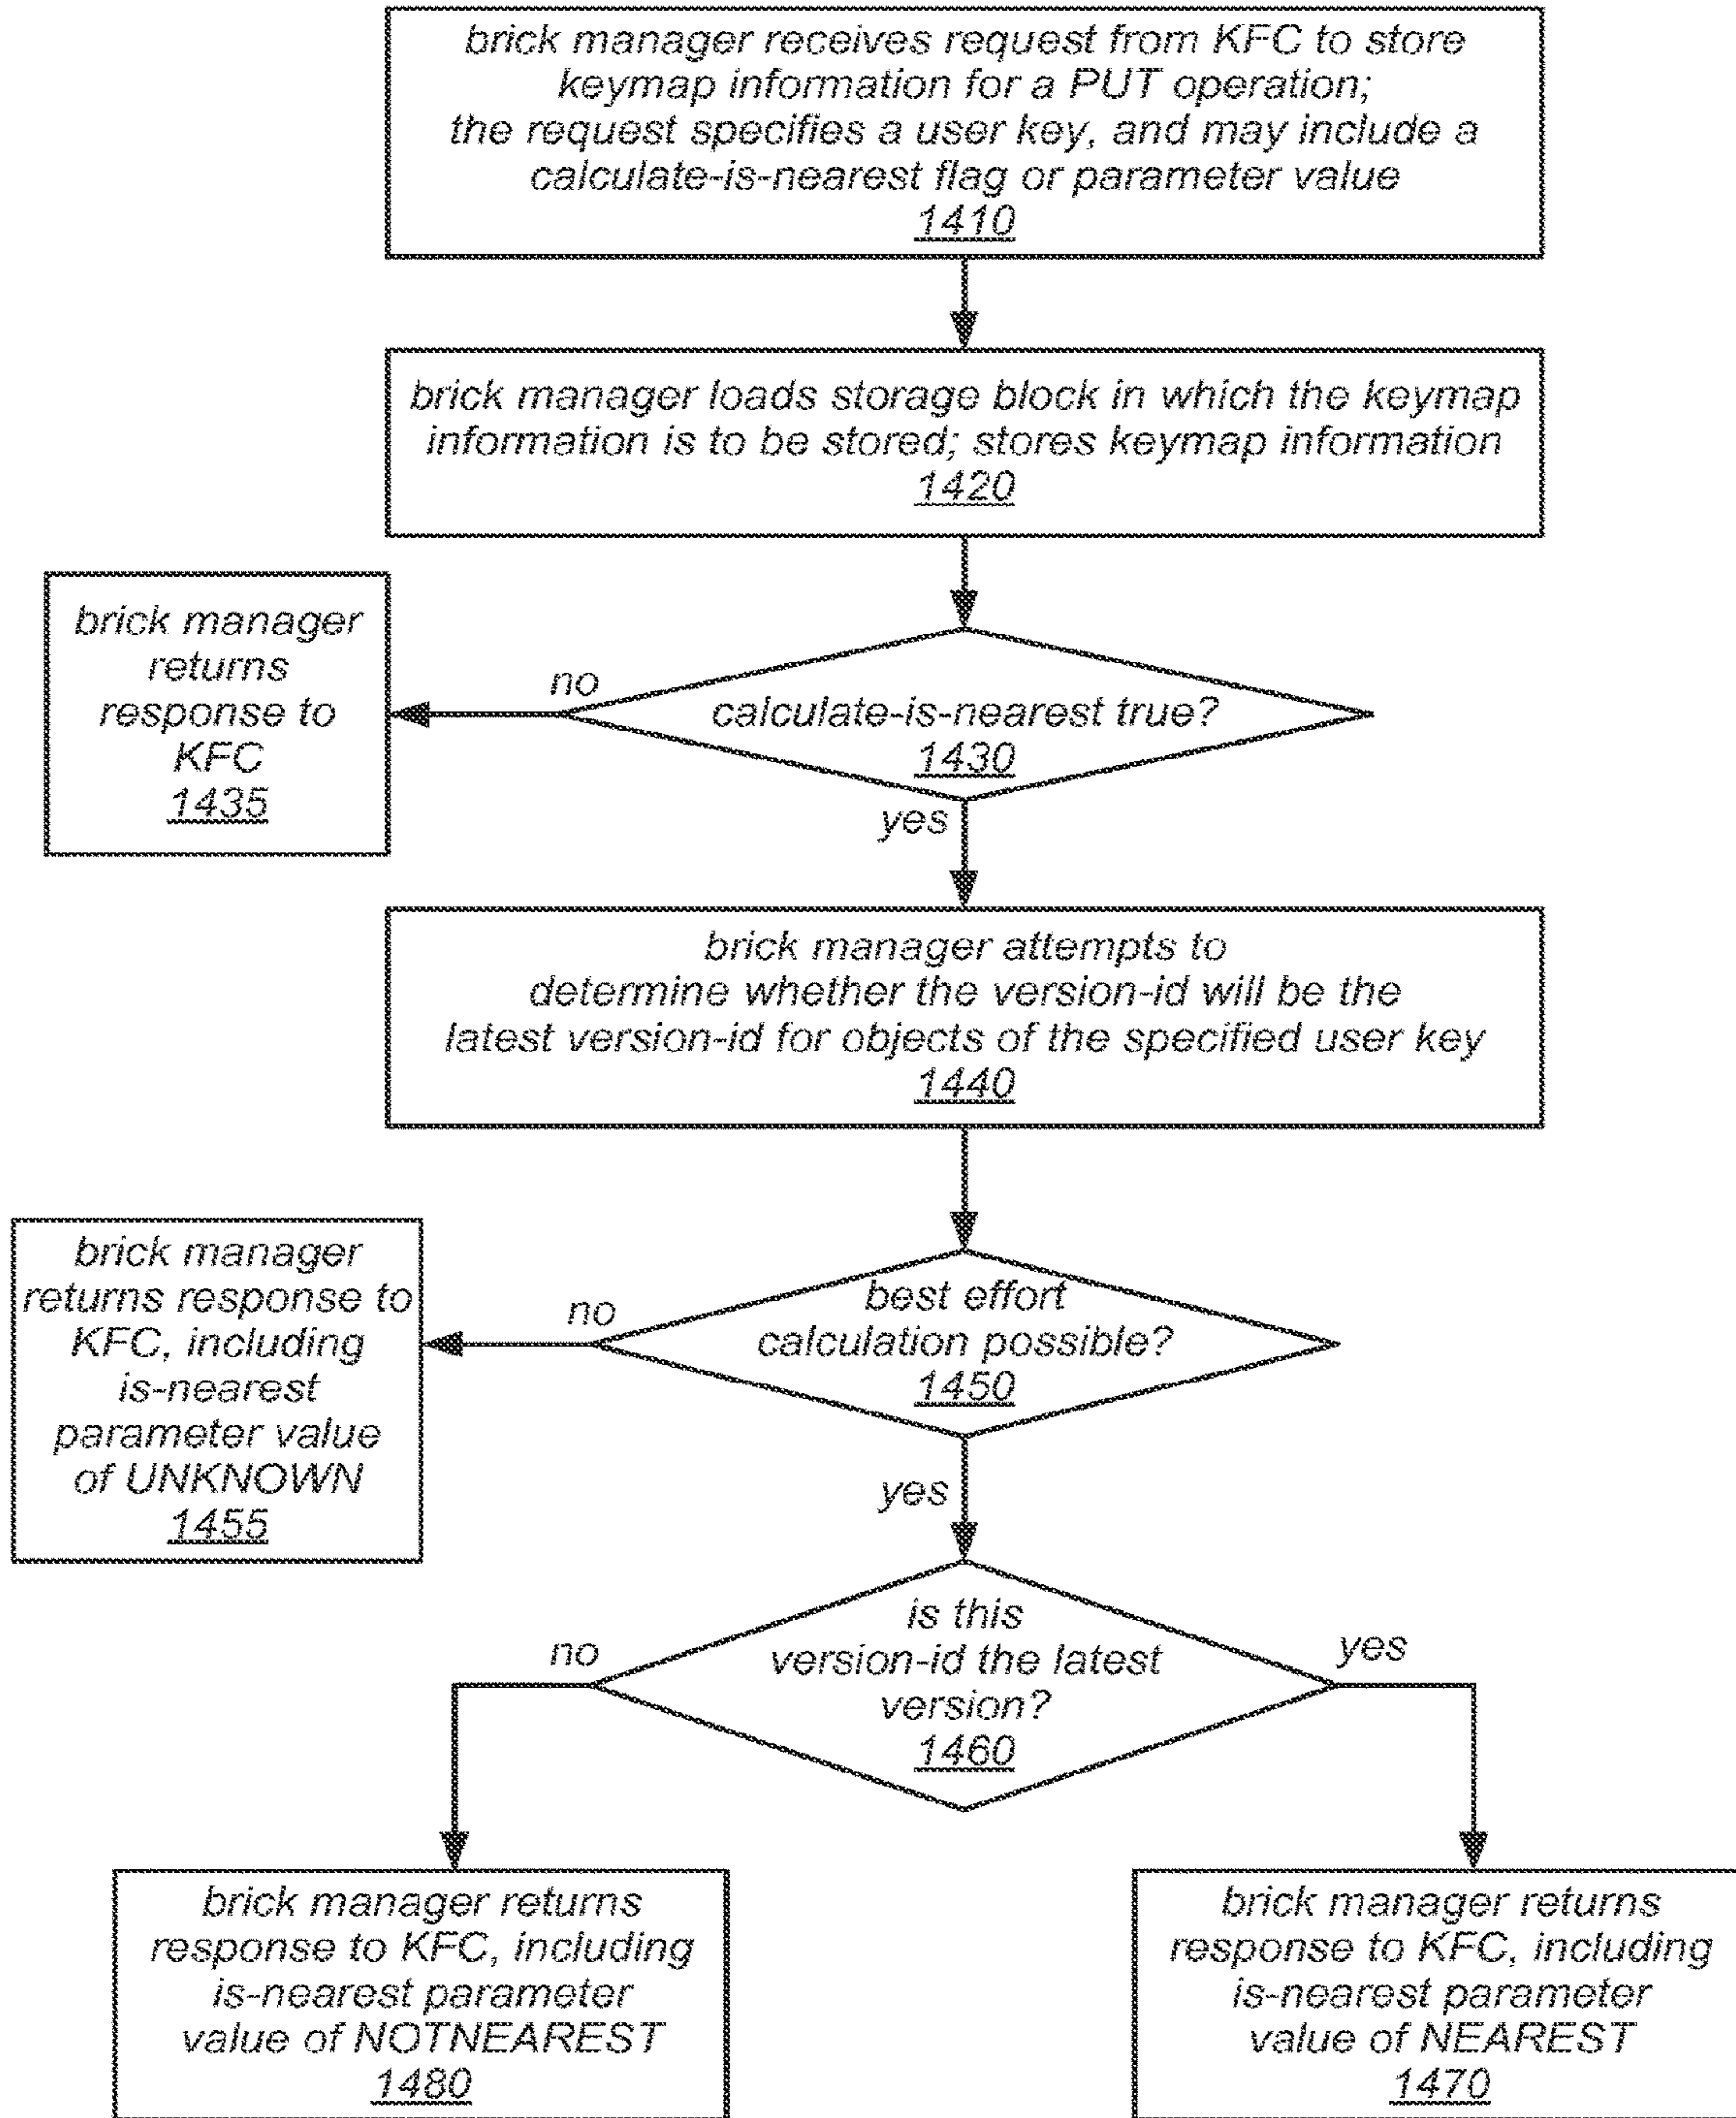 brick manager receives request from KFC to store
keymap information for a PUT operation;
the request specifies a user key, and may include a
calculate-is-nearest flag or parameter value
1410
brick manager loads storage block in which the keymap
information is to be stored; stores keymap information
1420
brick manager
returns
response to
KFC
1435
no
calculate-is-nearest true?
1430
yes
brick manager attempts to
determine whether the version-id will be the
latest version-id for objects of the specified user key
1440
brick manager
returns response to
KFC, including
is-nearest
parameter value
of UNKNOWN
1455
no
best effort
calculation possible?
1450
yes
is this
version-id the latest
version?
1460
no
yes
brick manager returns
response to KFC, including
is-nearest parameter
value of NOTNEAREST
1480
brick manager returns
response to KFC, including
is-nearest parameter
value of NEAREST
1470